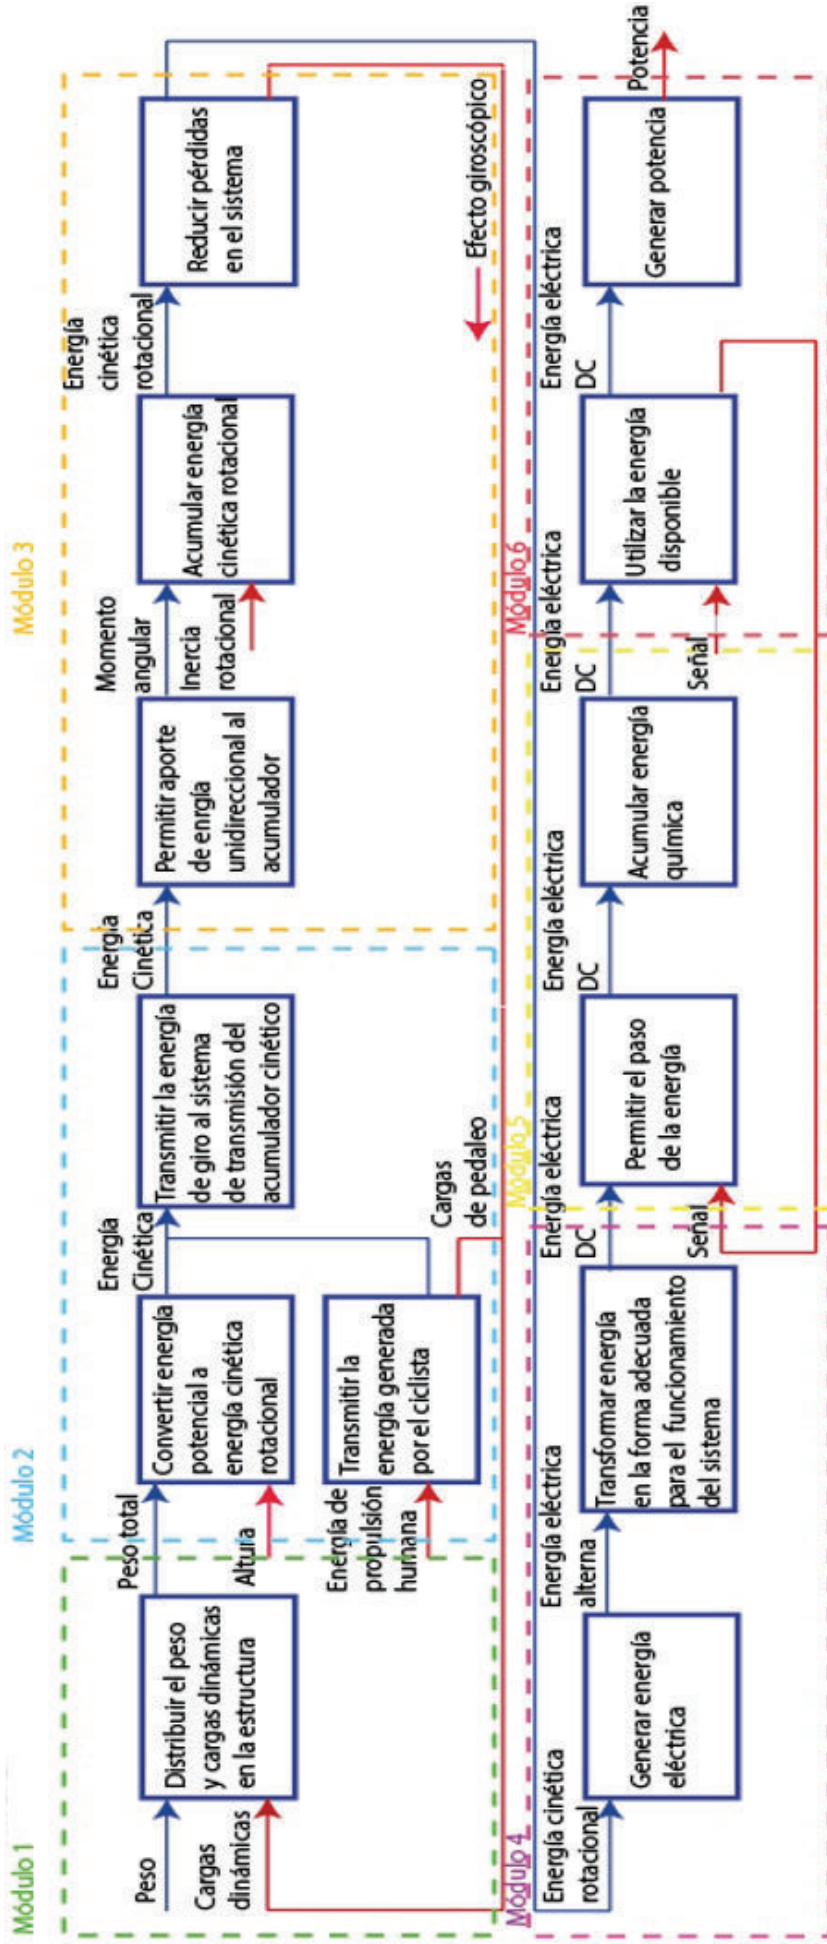 Módulo 1
Peso
Cargas
dinámicas
Distribuir el peso
y cargas dinámicas
en la estructura
Módulo 2
Peso total
Altura
Convertir energía
potencial a
energía cinética
rotacional
Energía de
propulsión
humana
Transmitir la
energía generada
por el ciclista
Energía
Cinética
Cargas
de pedaleo
Transmitir la energía
de giro al sistema
de transmisión del
acumulador cinético
Energía
Cinética
Módulo 3
Permitir aporte
de enrgía
unidireccional al
acumulador
Momento
angular
Inercia
rotacional
Acumular energía
cinética rotacional
Energía
cinética
rotacional
Reducir pérdidas
en el sistema
Efecto giroscópico
Módulo 4
Energía cinética
rotacional
Generar energía
eléctrica
Energía eléctrica
alterna
Transformar energía
en la forma adecuada
para el funcionamiento
del sistema
Energía eléctrica
DC
Señal
Módulo 5
Permitir el paso
de la energía
Energía eléctrica
DC
Acumular energía
química
Energía eléctrica
DC
Señal
Módulo 6
Utilizar la energía
disponible
Energía eléctrica
DC
Generar potencia
Potencia